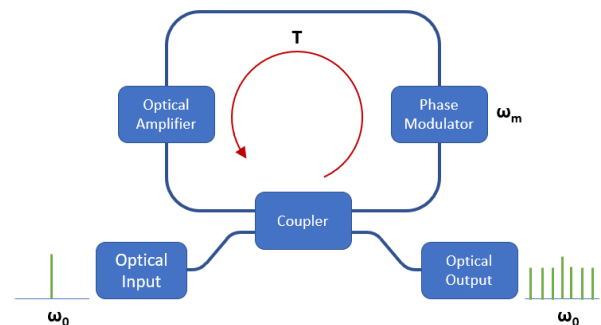 T
Optical
Amplifier
Phase
Modulator
ωm
Coupler
Optical
Input
Optical
Output
ω0
ω0